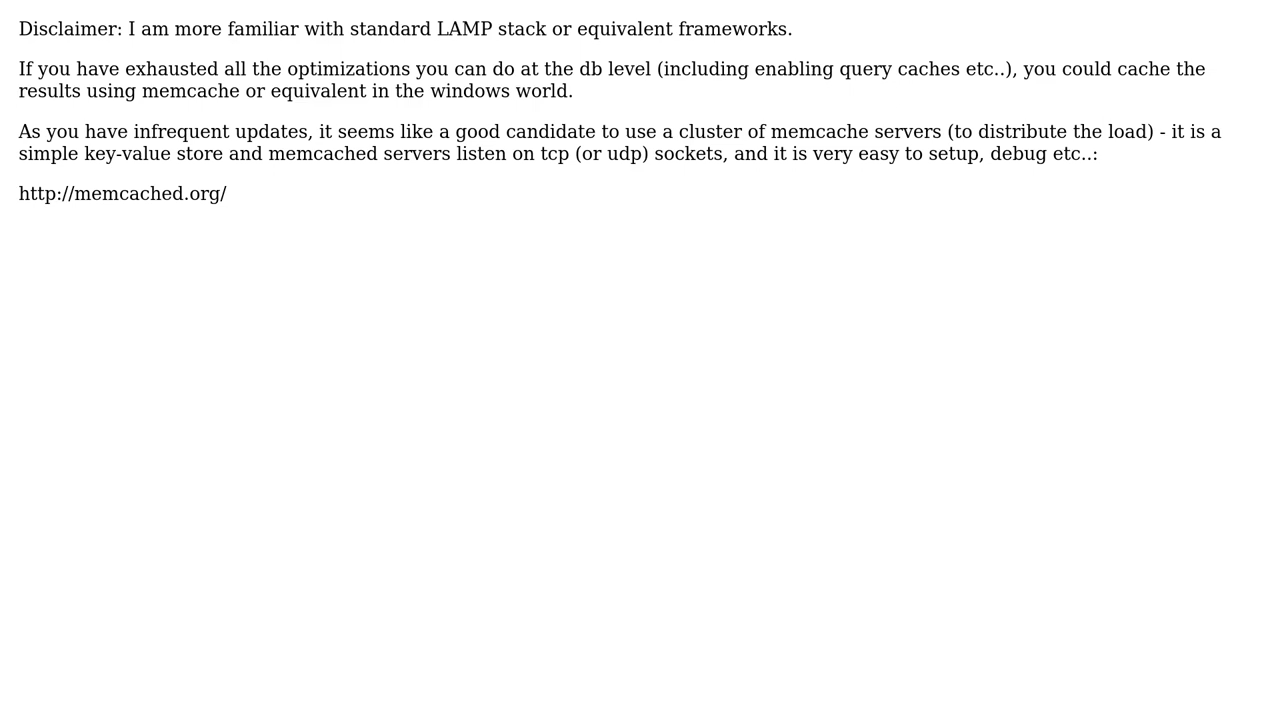 Disclaimer: I am more familiar with standard LAMP stack or equivalent frameworks.
If you have exhausted all the optimizations you can do at the db level (including enabling query caches etc..), you could cache the
results using memcache or equivalent in the windows world.
As you have infrequent updates, it seems like a good candidate to use a cluster of memcache servers (to distribute the load) - it is a
simple key-value store and memcached servers listen on tcp (or udp) sockets, and it is very easy to setup, debug etc..:
http://memcached.org/